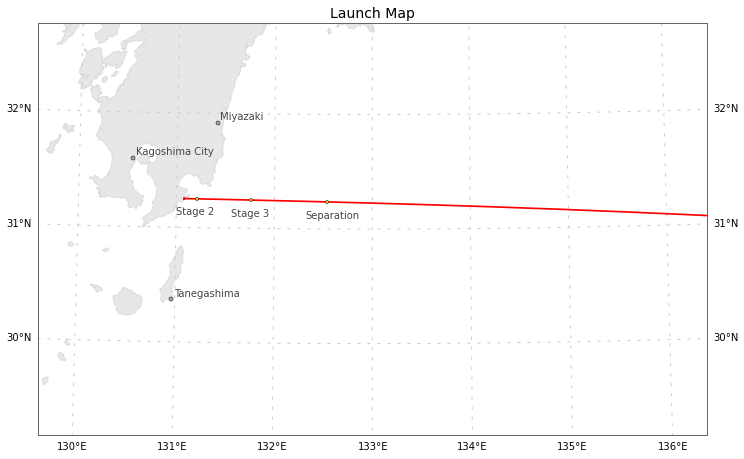 Launch Map
32°N
32°N
Miyazaki
Kagoshima City
31°N
31°N
Stage 2
Stage 3
Separation
Tanegashima
30°N
30°N
130°E
131°E
132°E
133°E
134°E
135°E
136°E